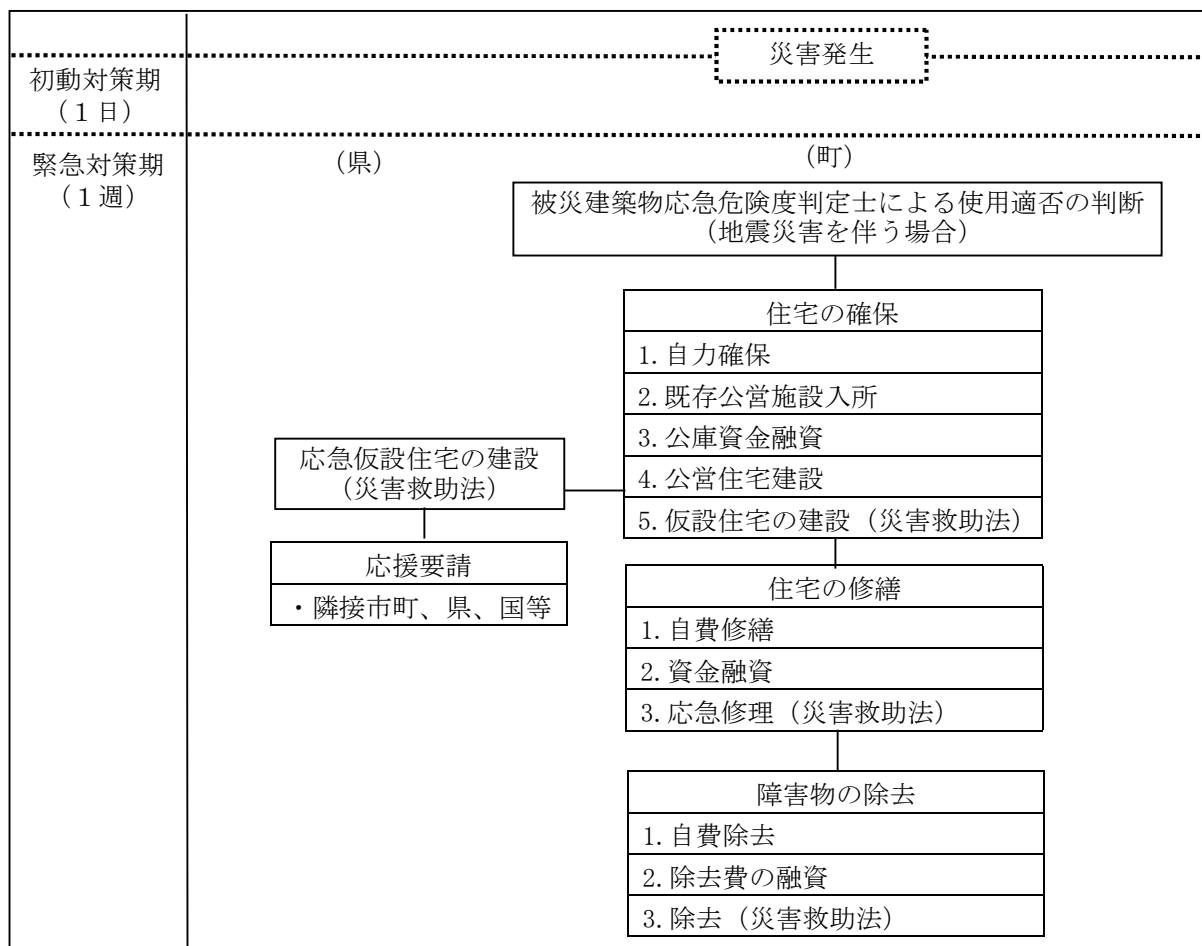 災害発生
初動対策期
（１日）
緊急対策期
（１週）
（県）
（町）
被災建築物応急危険度判定士による使用適否の判断
（地震災害を伴う場合）
住宅の確保
1. 自力確保
2. 既存公営施設入所
3. 公庫資金融資
4. 公営住宅建設
5. 仮設住宅の建設（災害救助法）
応急仮設住宅の建設
（災害救助法）
応援要請
・隣接市町、県、国等
住宅の修繕
1. 自費修繕
2. 資金融資
3. 応急修理（災害救助法）
障害物の除去
1. 自費除去
2. 除去費の融資
3. 除去（災害救助法）